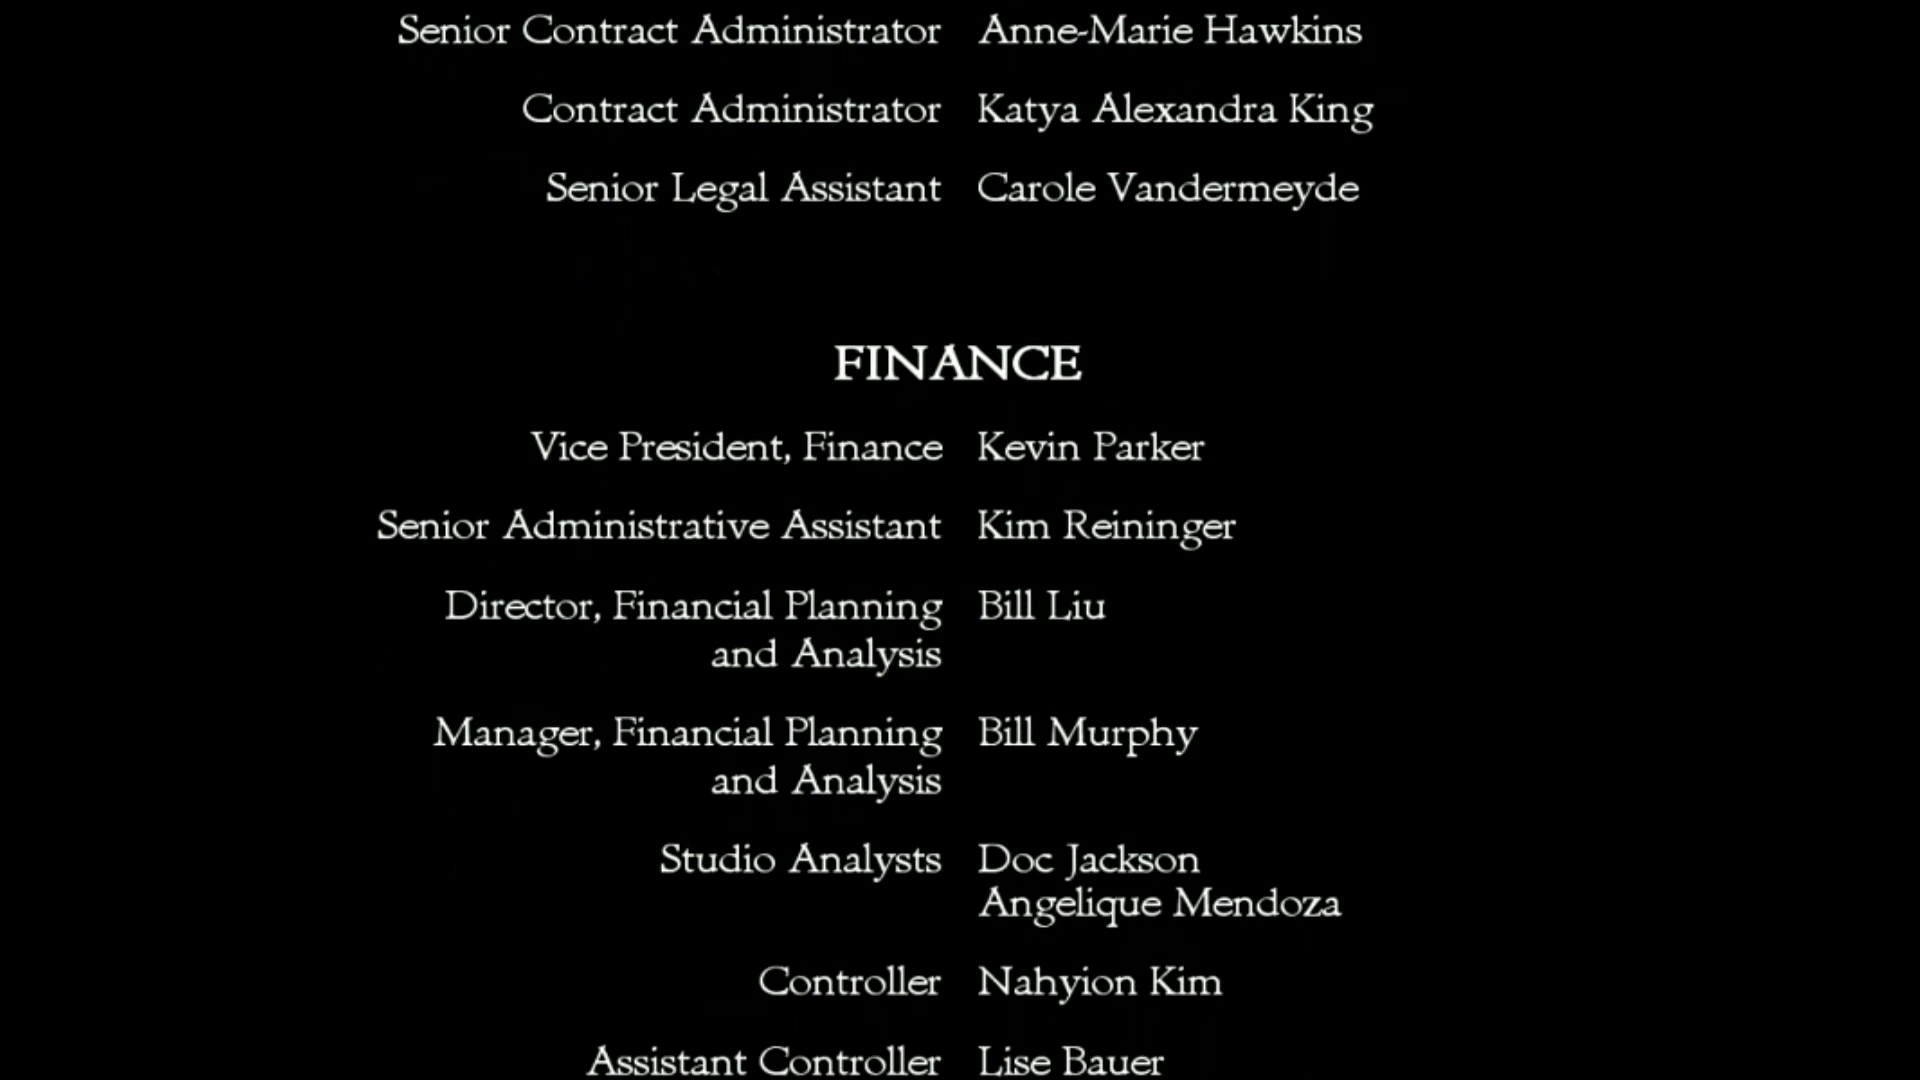 Senior Contract Administrator Anne-Marie Hawkins
Contract Administrator Katya Alexandra King
Senior Legal Assistant Carole Vandermeyde
FINANCE
Vice President, Finance Kevin Parker
Senior Administrative Assistant Kim Reininger
Director, Financial Planning Bill Liu
and Analysis
Manager, Financial Planning Bill Murphy
and Analysis
Studio Analysts Doc Jackson
Angelique Mendoza
Controller Nahyion Kim
Assistant Controller Lise Bauer